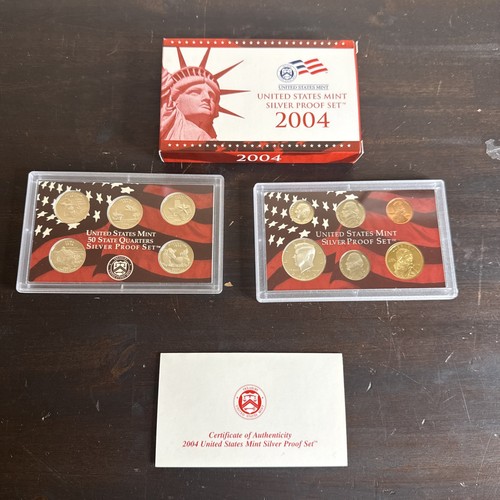 UNITED STATES MINT
UNITED STATES MINT
SILVER PROOF SET™
2004
2004
UNITED STATES MINT
50 STATE QUARTERS
SILVER PROOF SET™
UNITED STATES MINT
SILVER PROOF SET™
Certificate of Authenticity
2004 United States Mint Silver Proof Set™